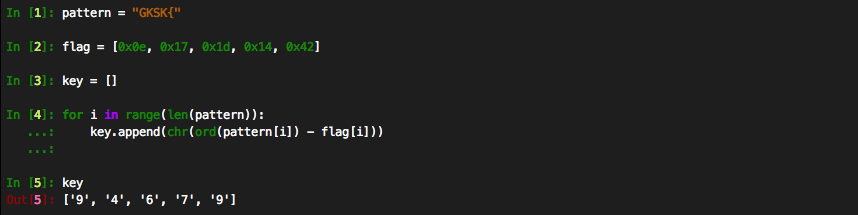 In [1]: pattern = "GKSK{"
In [2]: flag = [0x0e, 0x17, 0x1d, 0x14, 0x42]
In [3]: key = []
In [4]: for i in range(len(pattern)):
   ...:     key.append(chr(ord(pattern[i]) - flag[i]))
   ...:
In [5]: key
Out[5]: ['9', '4', '6', '7', '9']